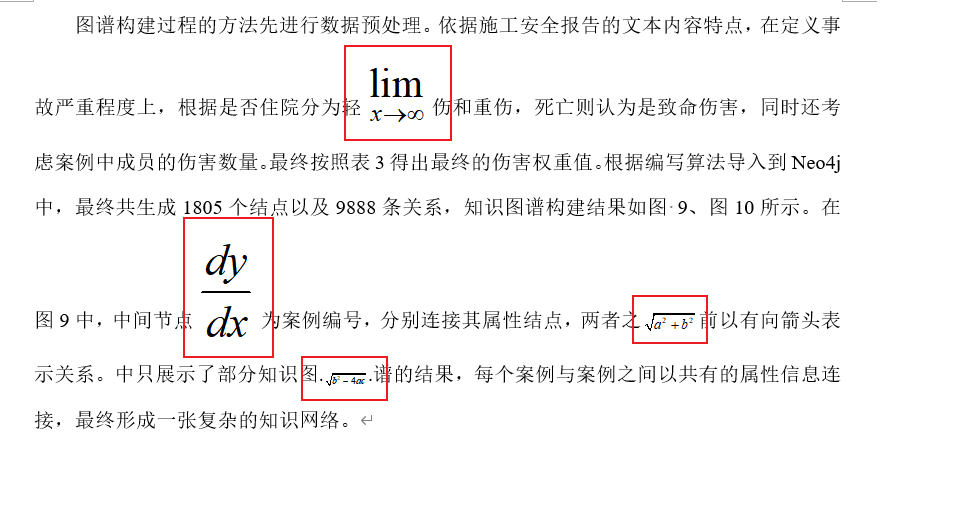 图谱构建过程的方法先进行数据预处理。依据施工安全报告的文本内容特点，在定义事
故严重程度上，根据是否住院分为轻 lim x→∞ 伤和重伤，死亡则认为是致命伤害，同时还考
虑案例中成员的伤害数量。最终按照表 3 得出最终的伤害权重值。根据编写算法导入到 Neo4j
中，最终共生成 1805 个结点以及 9888 条关系，知识图谱构建结果如图·9、图 10 所示。在
图 9 中，中间节点 dy/dx 为案例编号，分别连接其属性结点，两者之 √(a²+b²) 前以有向箭头表
示关系。中只展示了部分知识图.√(b²−4ac).谱的结果，每个案例与案例之间以共有的属性信息连
接，最终形成一张复杂的知识网络。↵